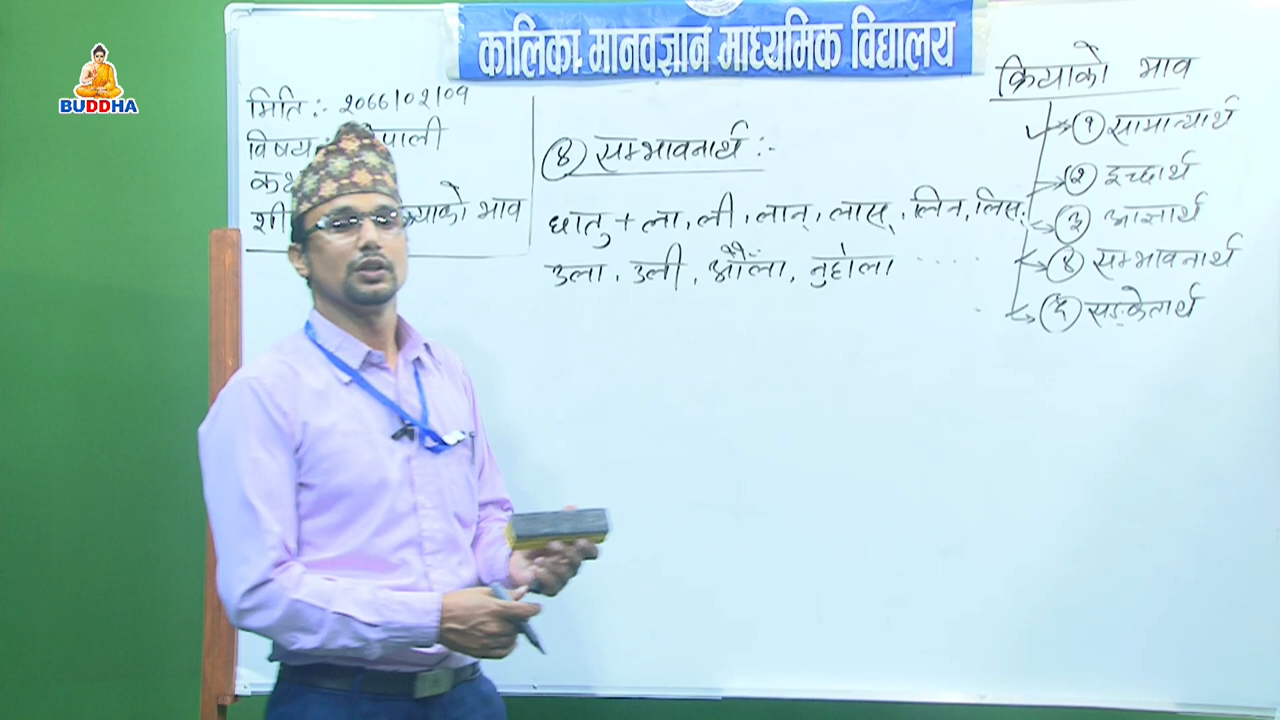 BUDDHA
कालिका मानवज्ञान माध्यमिक विद्यालय
मिति :- २०७७।०२।०१
विषय पाली
क
शी याको भाव
४ सम्भावनार्थ :-
धातु + ला, ली, लान्, लास्, लिन्, लिस्,
उला, उली, औँला, नुहोला .....
क्रियाको भाव
१ सामान्यार्थ
२ इच्छार्थ
३ आज्ञार्थ
४ सम्भावनार्थ
५ सङ्केतार्थ